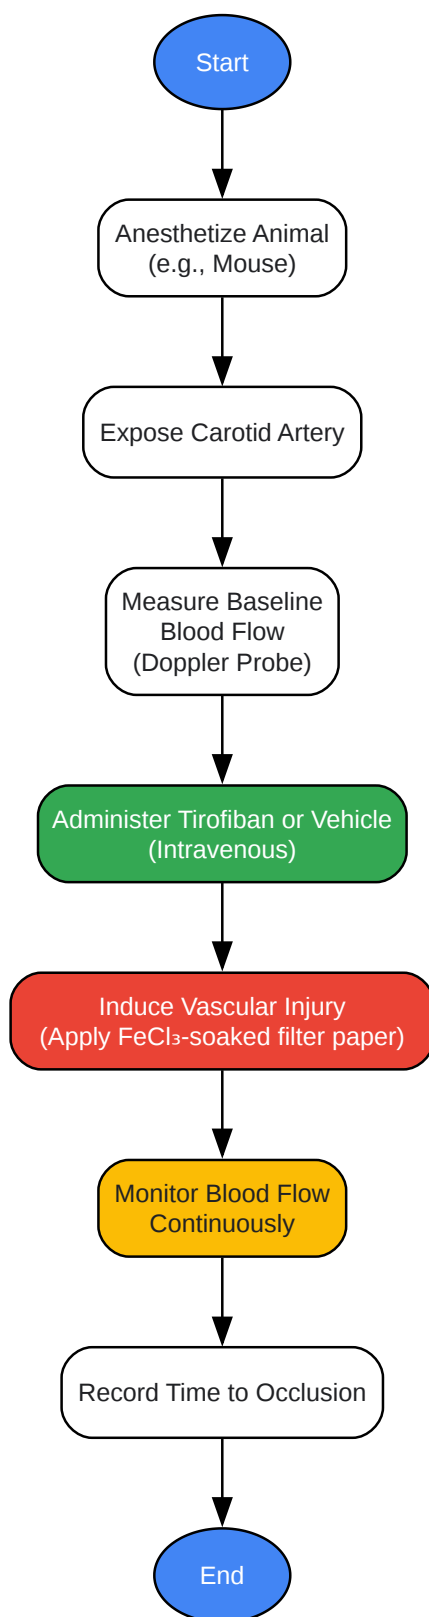 Start
Anesthetize Animal
(e.g., Mouse)
Expose Carotid Artery
Measure Baseline
Blood Flow
(Doppler Probe)
Administer Tirofiban or Vehicle
(Intravenous)
Induce Vascular Injury
(Apply FeCl₃-soaked filter paper)
Monitor Blood Flow
Continuously
Record Time to Occlusion
End